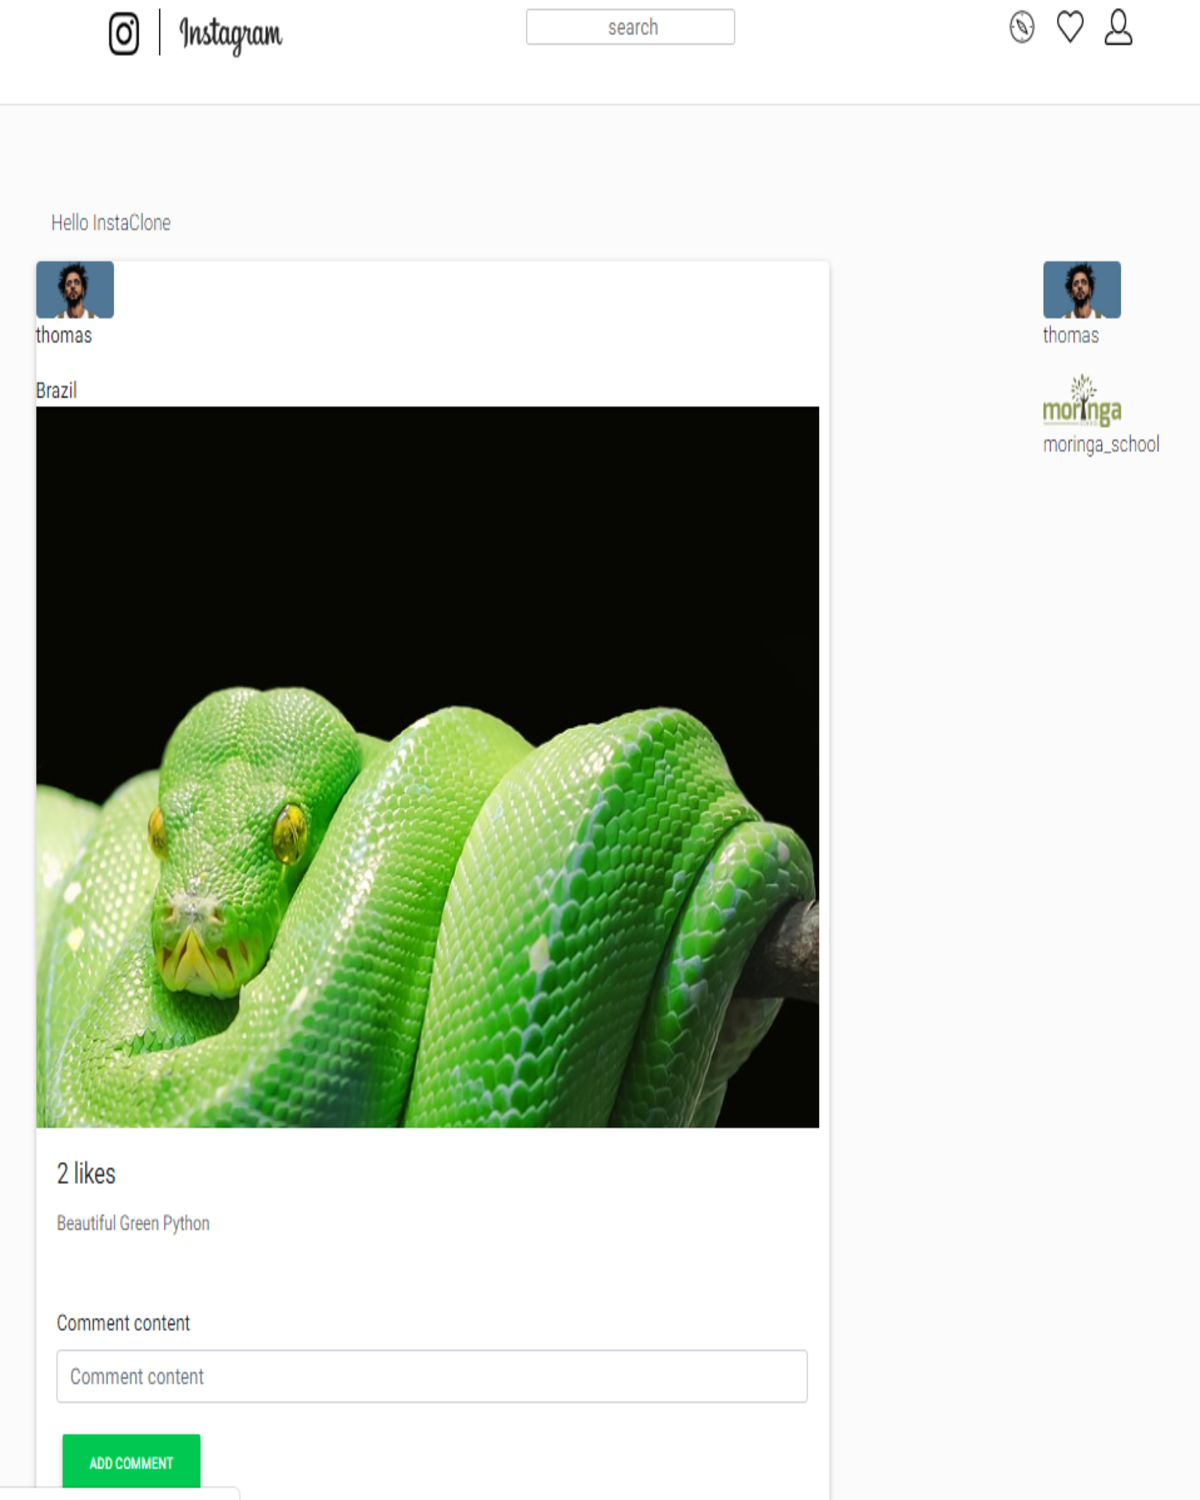 Instagram
search
Hello InstaClone
thomas
Brazil
2 likes
Beautiful Green Python
Comment content
Comment content
ADD COMMENT
thomas
moringa
moringa_school